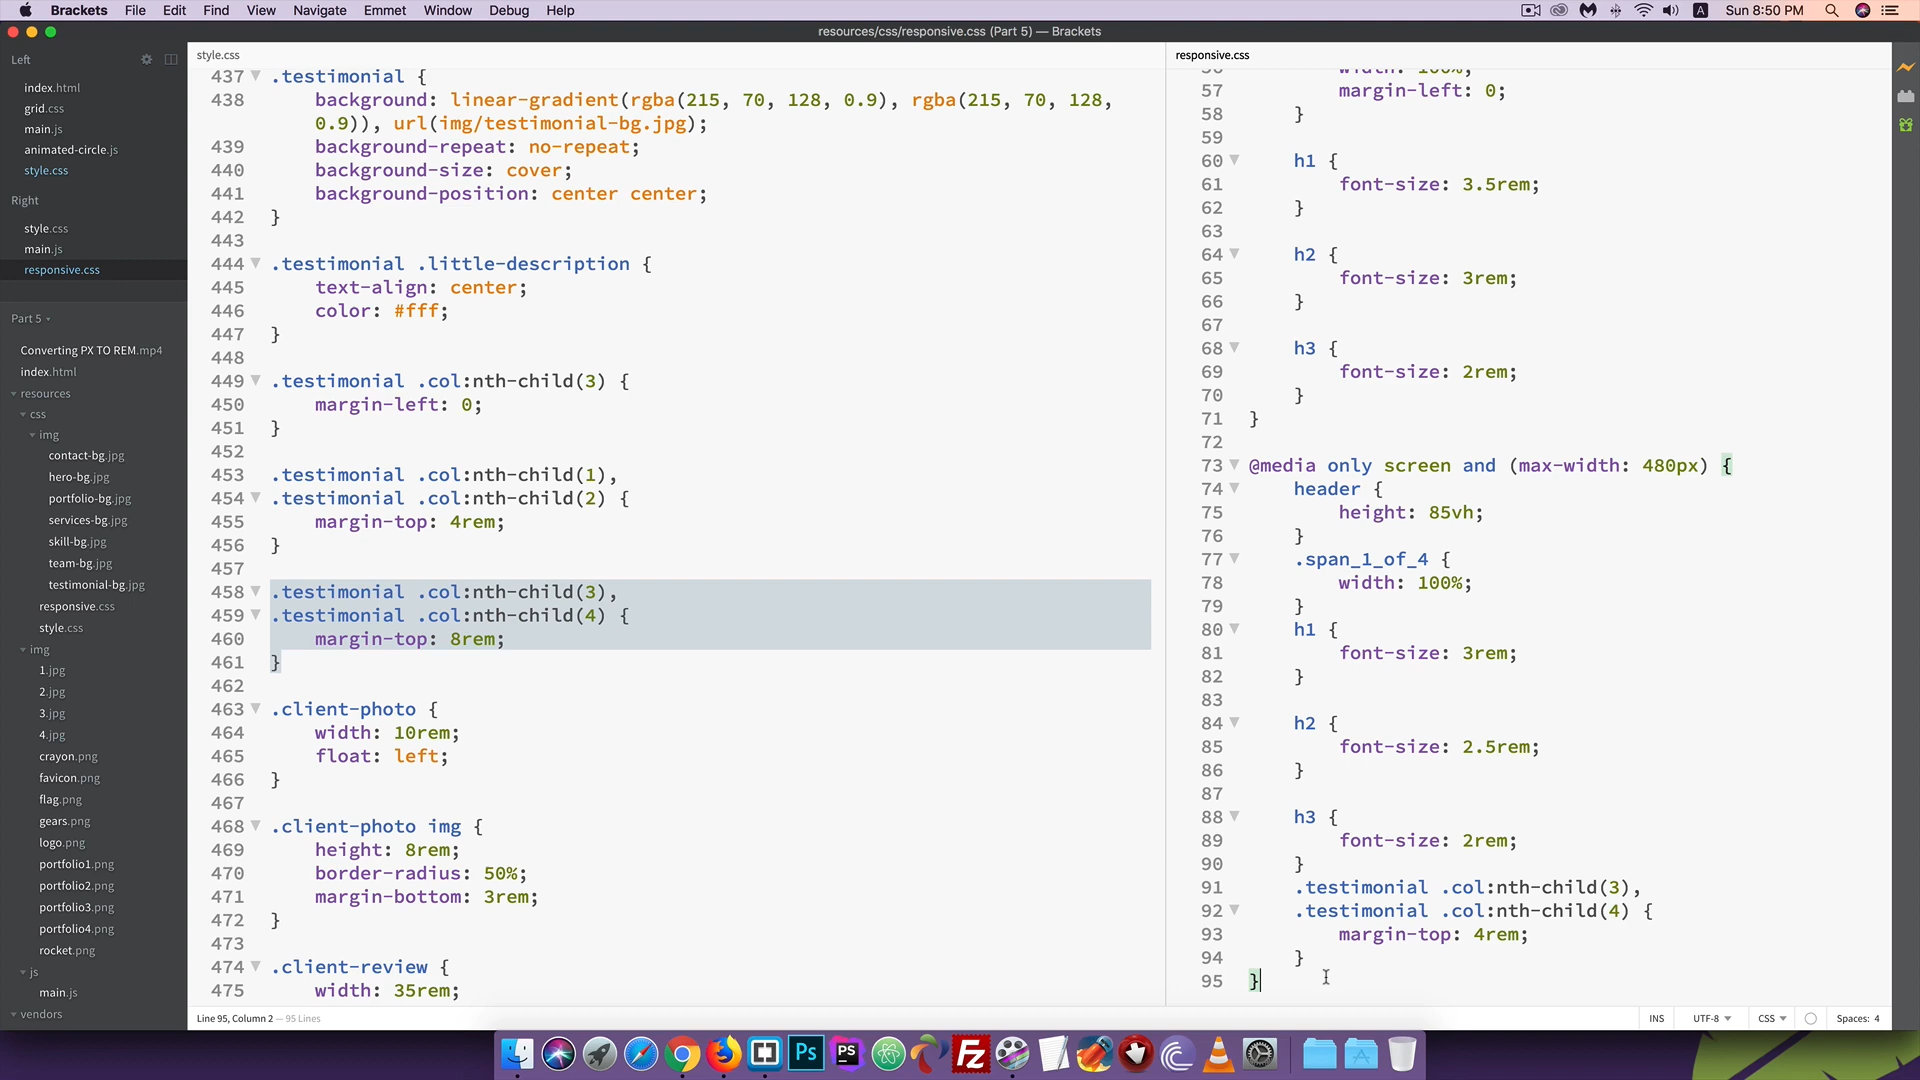 Brackets File Edit Find View Navigate Emmet Window Debug Help
A Sun 8:50 PM
resources/css/responsive.css (Part 5) — Brackets
Left
index.html
grid.css
main.js
animated-circle.js
style.css
Right
style.css
main.js
responsive.css
Part 5
Converting PX TO REM.mp4
index.html
resources
css
img
contact-bg.jpg
hero-bg.jpg
portfolio-bg.jpg
services-bg.jpg
skill-bg.jpg
team-bg.jpg
testimonial-bg.jpg
responsive.css
style.css
img
1.jpg
2.jpg
3.jpg
4.jpg
crayon.png
favicon.png
flag.png
gears.png
logo.png
portfolio1.png
portfolio2.png
portfolio3.png
portfolio4.png
rocket.png
js
main.js
vendors
style.css
437 .testimonial {
438 background: linear-gradient(rgba(215, 70, 128, 0.9), rgba(215, 70, 128,
0.9)), url(img/testimonial-bg.jpg);
439 background-repeat: no-repeat;
440 background-size: cover;
441 background-position: center center;
442 }
443
444 .testimonial .little-description {
445 text-align: center;
446 color: #fff;
447 }
448
449 .testimonial .col:nth-child(3) {
450 margin-left: 0;
451 }
452
453 .testimonial .col:nth-child(1),
454 .testimonial .col:nth-child(2) {
455 margin-top: 4rem;
456 }
457
458 .testimonial .col:nth-child(3),
459 .testimonial .col:nth-child(4) {
460 margin-top: 8rem;
461 }
462
463 .client-photo {
464 width: 10rem;
465 float: left;
466 }
467
468 .client-photo img {
469 height: 8rem;
470 border-radius: 50%;
471 margin-bottom: 3rem;
472 }
473
474 .client-review {
475 width: 35rem;
responsive.css
56 width: 100%;
57 margin-left: 0;
58 }
59
60 h1 {
61 font-size: 3.5rem;
62 }
63
64 h2 {
65 font-size: 3rem;
66 }
67
68 h3 {
69 font-size: 2rem;
70 }
71 }
72
73 @media only screen and (max-width: 480px) {
74 header {
75 height: 85vh;
76 }
77 .span_1_of_4 {
78 width: 100%;
79 }
80 h1 {
81 font-size: 3rem;
82 }
83
84 h2 {
85 font-size: 2.5rem;
86 }
87
88 h3 {
89 font-size: 2rem;
90 }
91 .testimonial .col:nth-child(3),
92 .testimonial .col:nth-child(4) {
93 margin-top: 4rem;
94 }
95 }
Line 95, Column 2 — 95 Lines
INS UTF-8 CSS Spaces: 4
Ps PS FZ